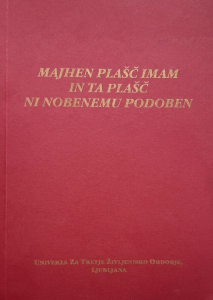 MAJHEN PLAŠČ IMAM
IN TA PLAŠČ
NI NOBENEMU PODOBEN
UNIVERZA ZA TRETJE ŽIVLJENJSKO OBDOBJE,
LJUBLJANA